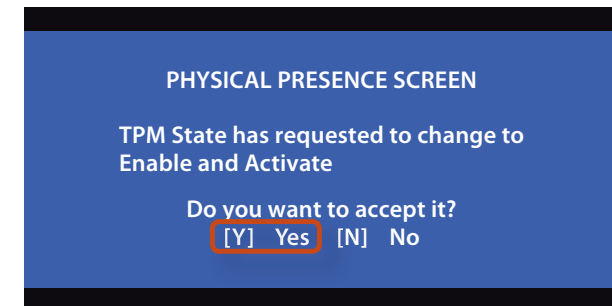 PHYSICAL PRESENCE SCREEN
TPM State has requested to change to
Enable and Activate
Do you want to accept it?
[Y] Yes [N] No